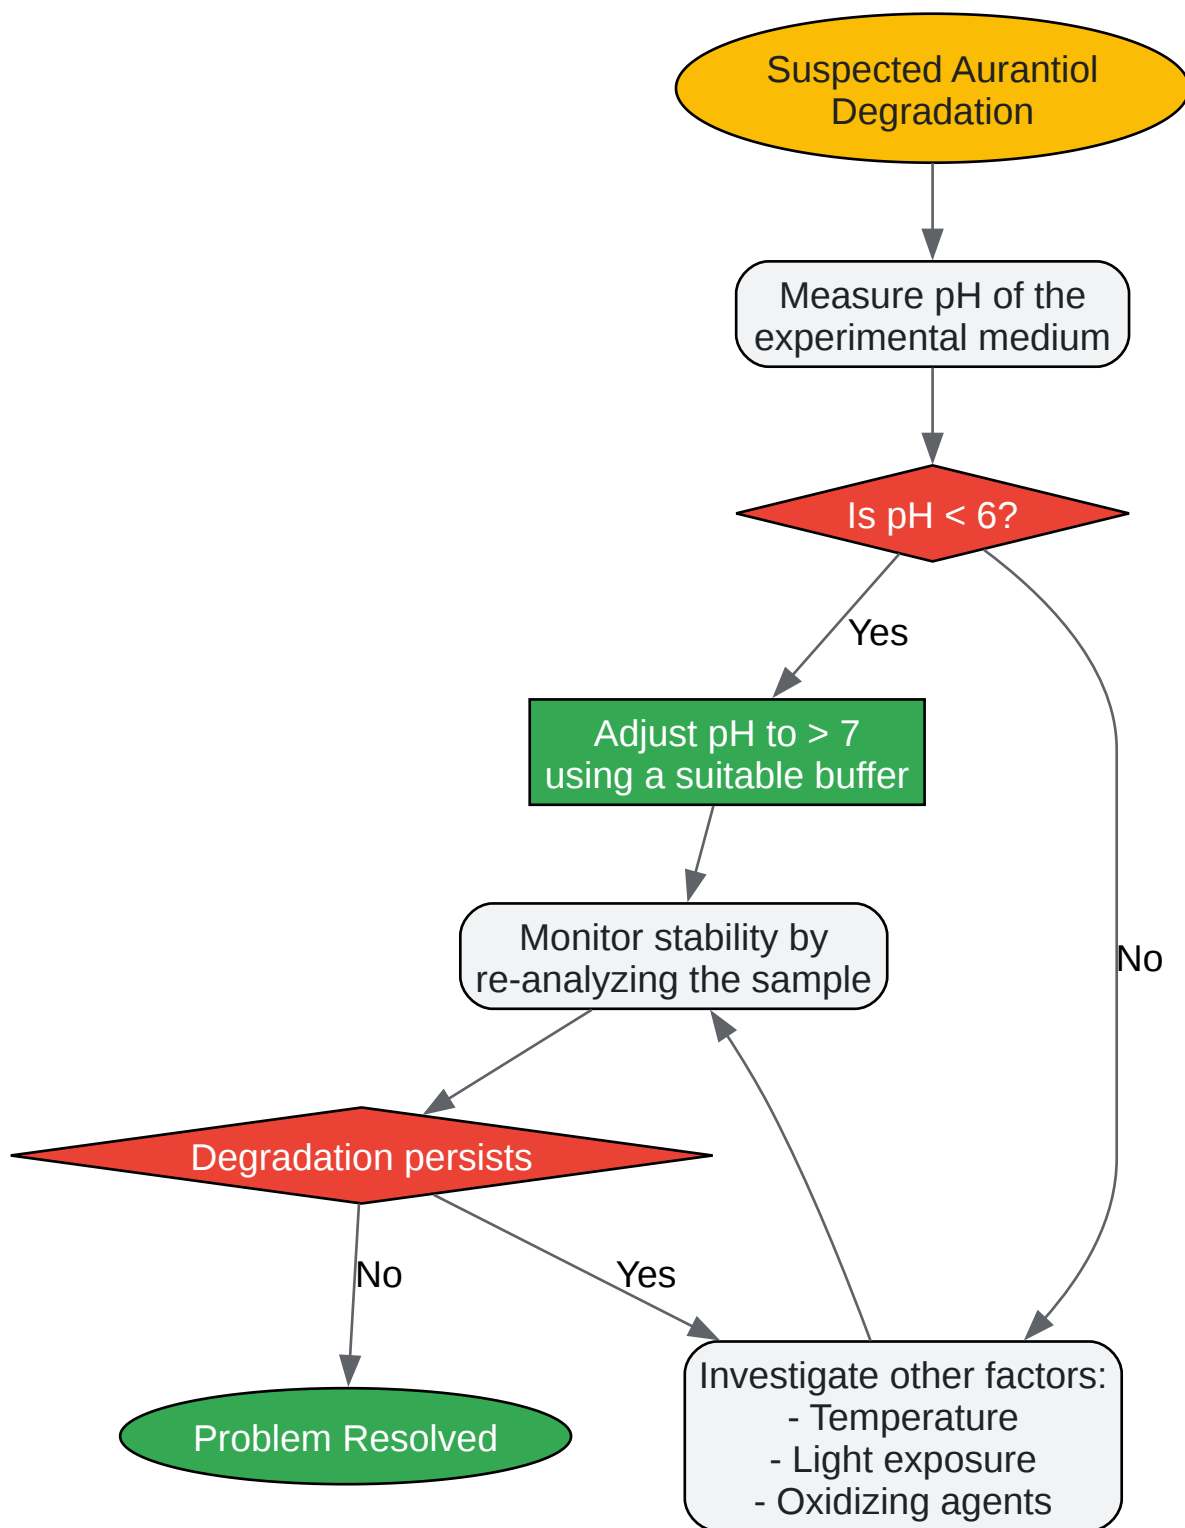 Suspected Aurantiol
Degradation
Measure pH of the
experimental medium
Is pH < 6?
Yes
Adjust pH to > 7
using a suitable buffer
Monitor stability by
re-analyzing the sample
No
Degradation persists
No
Yes
Investigate other factors:
- Temperature
- Light exposure
- Oxidizing agents
Problem Resolved